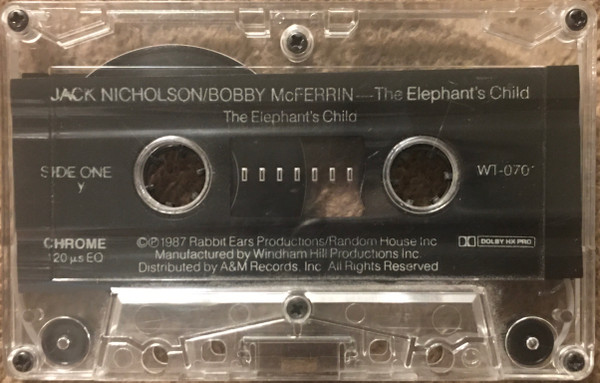 JACK NICHOLSON/BOBBY McFERRIN—The Elephant's Child
The Elephant's Child
SIDE ONE
y
WT-0701
CHROME
120 µs EQ
©℗1987 Rabbit Ears Productions/Random House Inc
Manufactured by Windham Hill Productions Inc.
Distributed by A&M Records, Inc. All Rights Reserved
DOLBY HX PRO